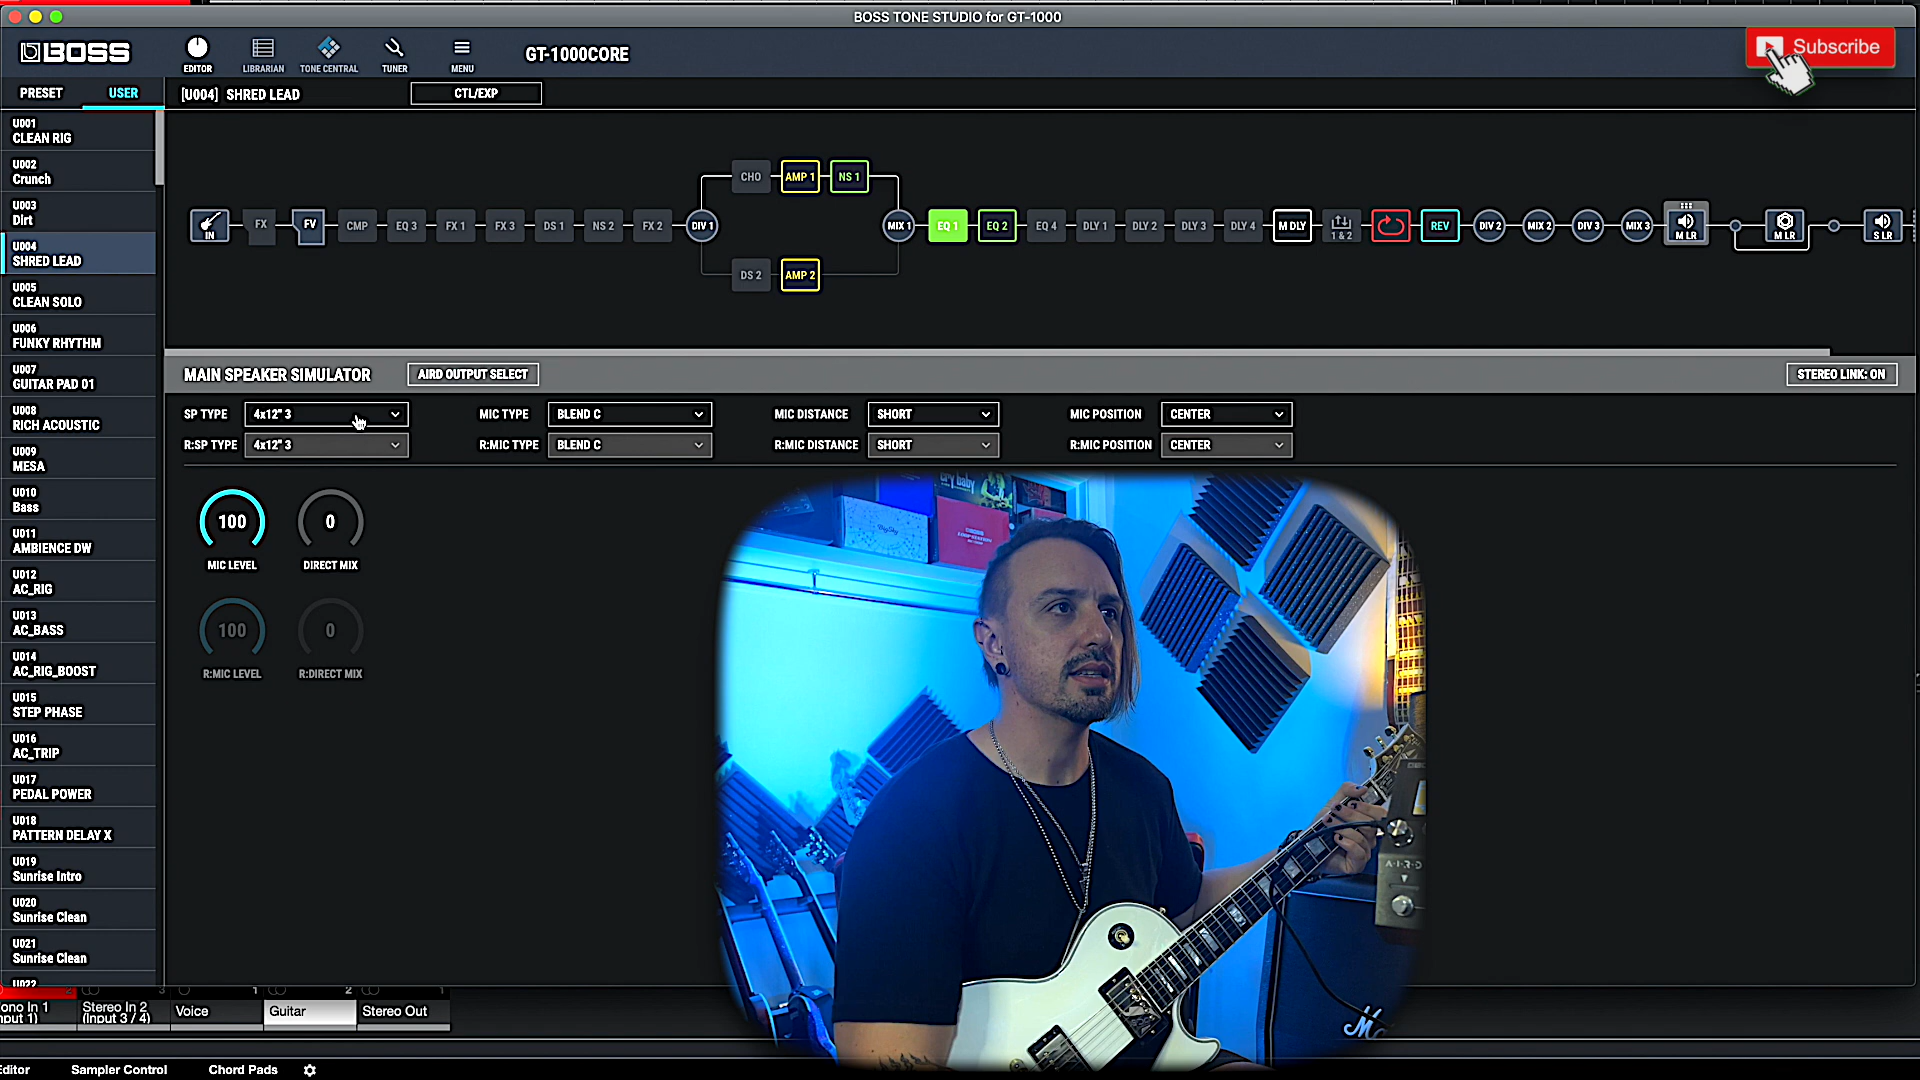 BOSS TONE STUDIO for GT-1000
BOSS
EDITOR
LIBRARIAN
TONE CENTRAL
TUNER
MENU
GT-1000CORE
Subscribe
PRESET
USER
[U004] SHRED LEAD
CTL/EXP
U001
CLEAN RIG
U002
Crunch
U003
Dirt
U004
SHRED LEAD
U005
CLEAN SOLO
U006
FUNKY RHYTHM
U007
GUITAR PAD 01
U008
RICH ACOUSTIC
U009
MESA
U010
Bass
U011
AMBIENCE DW
U012
AC_RIG
U013
AC_BASS
U014
AC_RIG_BOOST
U015
STEP PHASE
U016
AC_TRIP
U017
PEDAL POWER
U018
PATTERN DELAY X
U019
Sunrise Intro
U020
Sunrise Clean
U021
Sunrise Clean
U022
CHO
AMP 1
NS 1
IN
FX
FV
CMP
EQ 3
FX 1
FX 3
DS 1
NS 2
FX 2
DIV 1
MIX 1
EQ 1
EQ 2
EQ 4
DLY 1
DLY 2
DLY 3
DLY 4
M DLY
1 & 2
REV
DIV 2
MIX 2
DIV 3
MIX 3
M LR
M LR
S LR
DS 2
AMP 2
MAIN SPEAKER SIMULATOR
AIRD OUTPUT SELECT
STEREO LINK: ON
SP TYPE
4x12" 3
MIC TYPE
BLEND C
MIC DISTANCE
SHORT
MIC POSITION
CENTER
R:SP TYPE
4x12" 3
R:MIC TYPE
BLEND C
R:MIC DISTANCE
SHORT
R:MIC POSITION
CENTER
100
0
MIC LEVEL
DIRECT MIX
100
0
R:MIC LEVEL
R:DIRECT MIX
cry baby
BigSky
A·I·R·D
ono In 1
nput 1)
Stereo In 2
(Input 3 / 4)
Voice
Guitar
Stereo Out
Editor
Sampler Control
Chord Pads